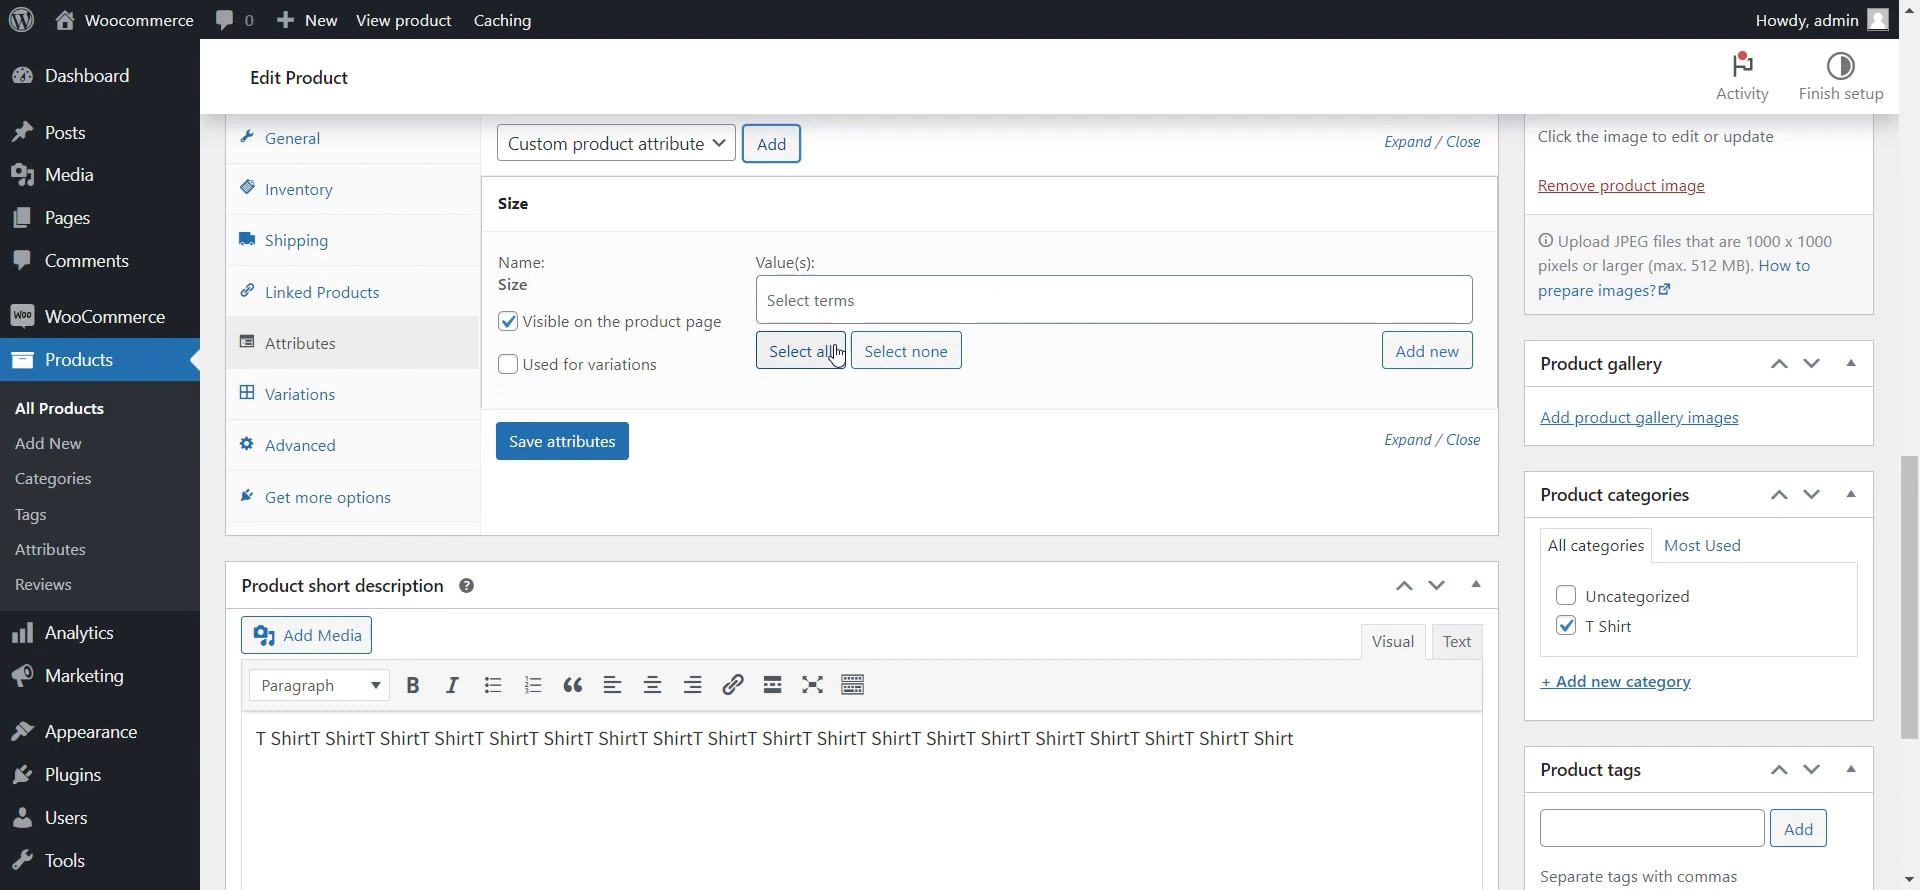 Woocommerce 0 New View product Caching Howdy, admin
Dashboard
Posts
Media
Pages
Comments
WooCommerce
Products
All Products
Add New
Categories
Tags
Attributes
Reviews
Analytics
Marketing
Appearance
Plugins
Users
Tools
Edit Product
Activity
Finish setup
General
Inventory
Shipping
Linked Products
Attributes
Variations
Advanced
Get more options
Custom product attribute Add Expand / Close
Size
Name:
Size
Visible on the product page
Used for variations
Value(s):
Select terms
Select all Select none Add new
Save attributes Expand / Close
Product short description
Add Media
Visual Text
Paragraph
T ShirtT ShirtT ShirtT ShirtT ShirtT ShirtT ShirtT ShirtT ShirtT ShirtT ShirtT ShirtT ShirtT ShirtT ShirtT ShirtT ShirtT ShirtT Shirt
Click the image to edit or update
Remove product image
Upload JPEG files that are 1000 x 1000
pixels or larger (max. 512 MB). How to
prepare images?
Product gallery
Add product gallery images
Product categories
All categories Most Used
Uncategorized
T Shirt
+ Add new category
Product tags
Add
Separate tags with commas